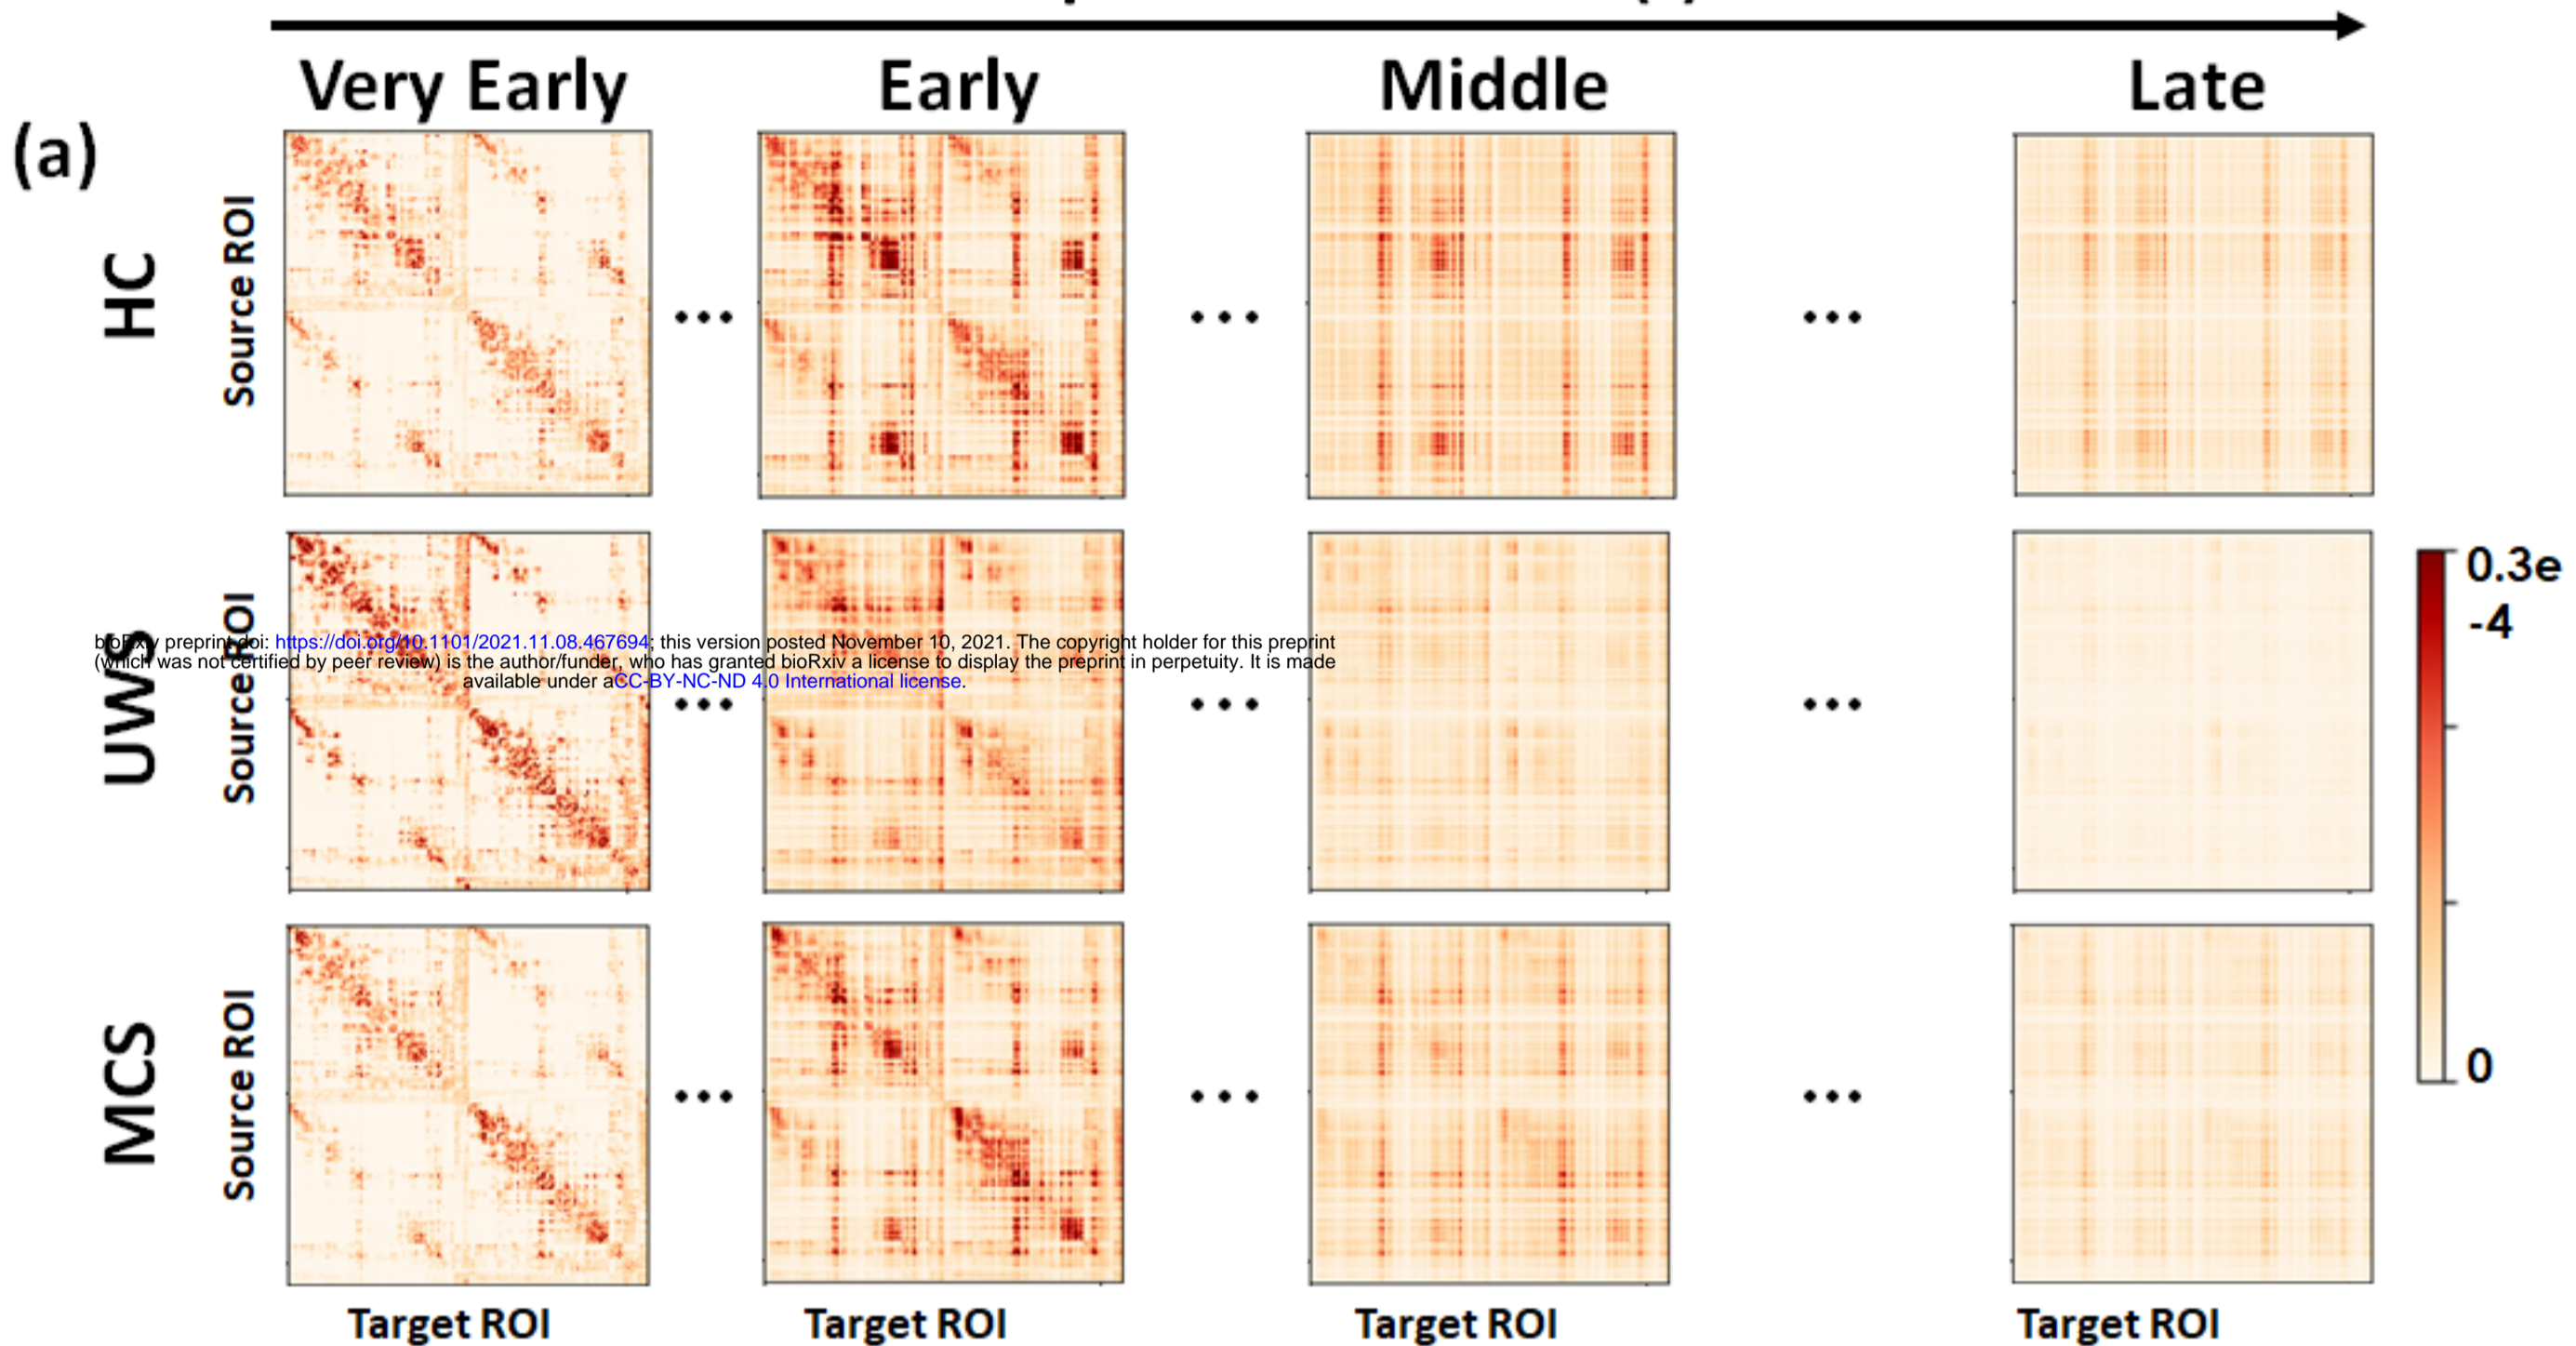 Very Early Early Middle Late
(a)
HC
Source ROI
UWS
Source ROI
0.3e
-4
bioRxiv preprint doi: https://doi.org/10.1101/2021.11.08.467694; this version posted November 10, 2021. The copyright holder for this preprint
(which was not certified by peer review) is the author/funder, who has granted bioRxiv a license to display the preprint in perpetuity. It is made
available under aCC-BY-NC-ND 4.0 International license.
0
MCS
Source ROI
Target ROI Target ROI Target ROI Target ROI